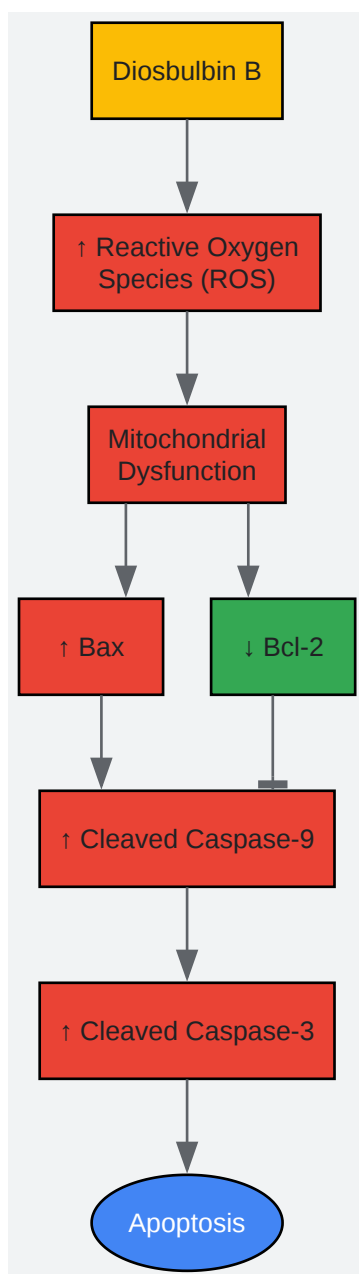 Diosbulbin B
↑ Reactive Oxygen
Species (ROS)
Mitochondrial
Dysfunction
↑ Bax
↓ Bcl-2
↑ Cleaved Caspase-9
↑ Cleaved Caspase-3
Apoptosis